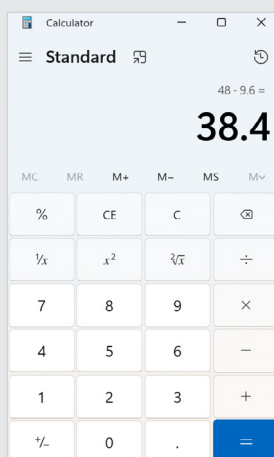 Calculator
Standard
48 - 9.6 =
38.4
MC MR M+ M- MS M
% CE C
1/x x² ²√x ÷
7 8 9 ×
4 5 6 −
1 2 3 +
+/- 0 . =